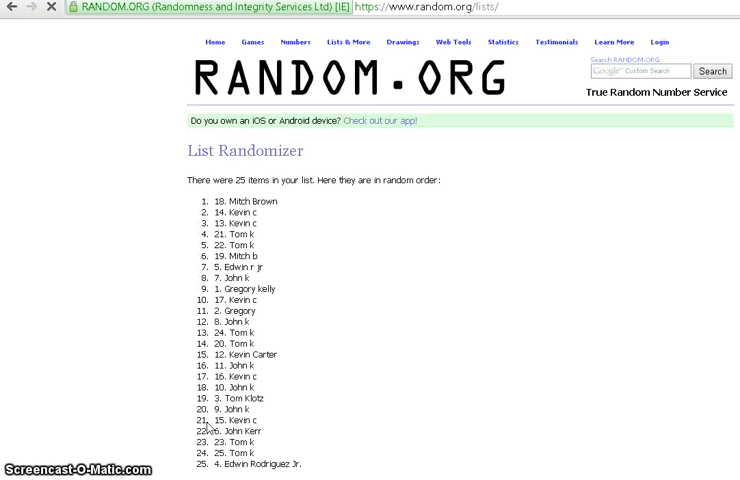 RANDOM.ORG (Randomness and Integrity Services Ltd) [IE] https://www.random.org/lists/
Home Games Numbers Lists & More Drawings Web Tools Statistics Testimonials Learn More Login
RANDOM.ORG
Search RANDOM.ORG
Google Custom Search Search
True Random Number Service
Do you own an iOS or Android device? Check out our app!
List Randomizer
There were 25 items in your list. Here they are in random order:
1. 18. Mitch Brown
2. 14. Kevin c
3. 13. Kevin c
4. 21. Tom k
5. 22. Tom k
6. 19. Mitch b
7. 5. Edwin r jr
8. 7. John k
9. 1. Gregory kelly
10. 17. Kevin c
11. 2. Gregory
12. 8. John k
13. 24. Tom k
14. 20. Tom k
15. 12. Kevin Carter
16. 11. John k
17. 16. Kevin c
18. 10. John k
19. 3. Tom Klotz
20. 9. John k
21. 15. Kevin c
22. 6. John Kerr
23. 23. Tom k
24. 25. Tom k
25. 4. Edwin Rodriguez Jr.
Screencast-O-Matic.com